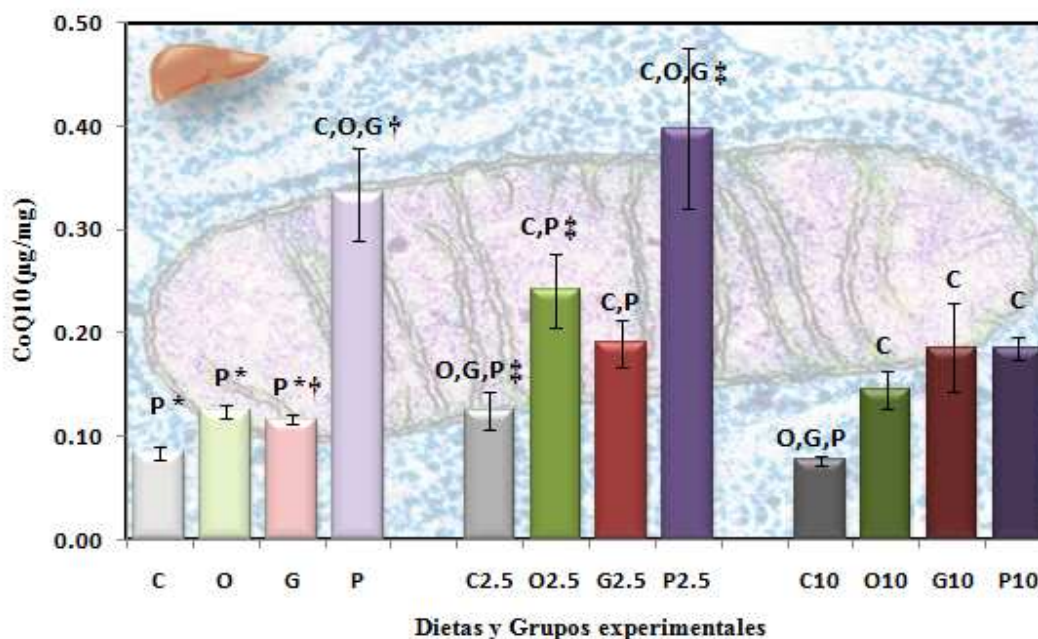 0.50
0.40
0.30
0.20
0.10
0.00
CoQ10 (µg/mg)
P *
P *
P *†
C,O,G †
O,G,P ‡
C,P ‡
C,P
C,O,G ‡
O,G,P
C
C
C
C O G P C2.5 O2.5 G2.5 P2.5 C10 O10 G10 P10
Dietas y Grupos experimentales